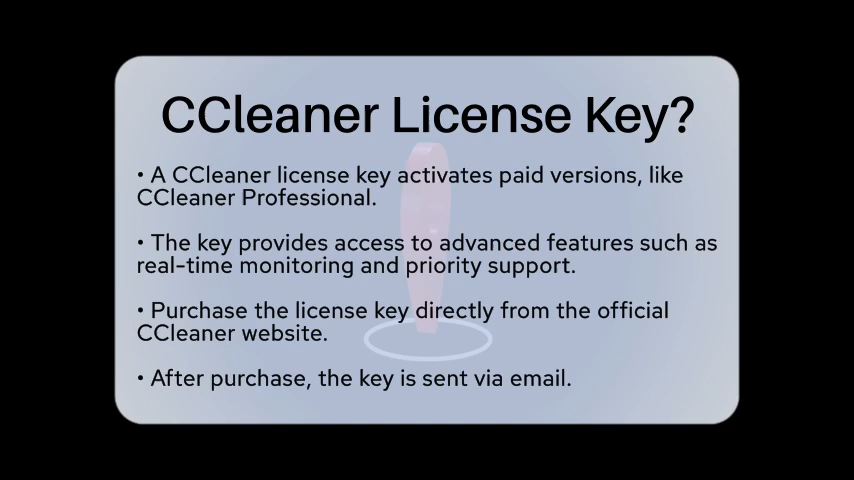 CCleaner License Key?
• A CCleaner license key activates paid versions, like
CCleaner Professional.
• The key provides access to advanced features such as
real-time monitoring and priority support.
• Purchase the license key directly from the official
CCleaner website.
• After purchase, the key is sent via email.